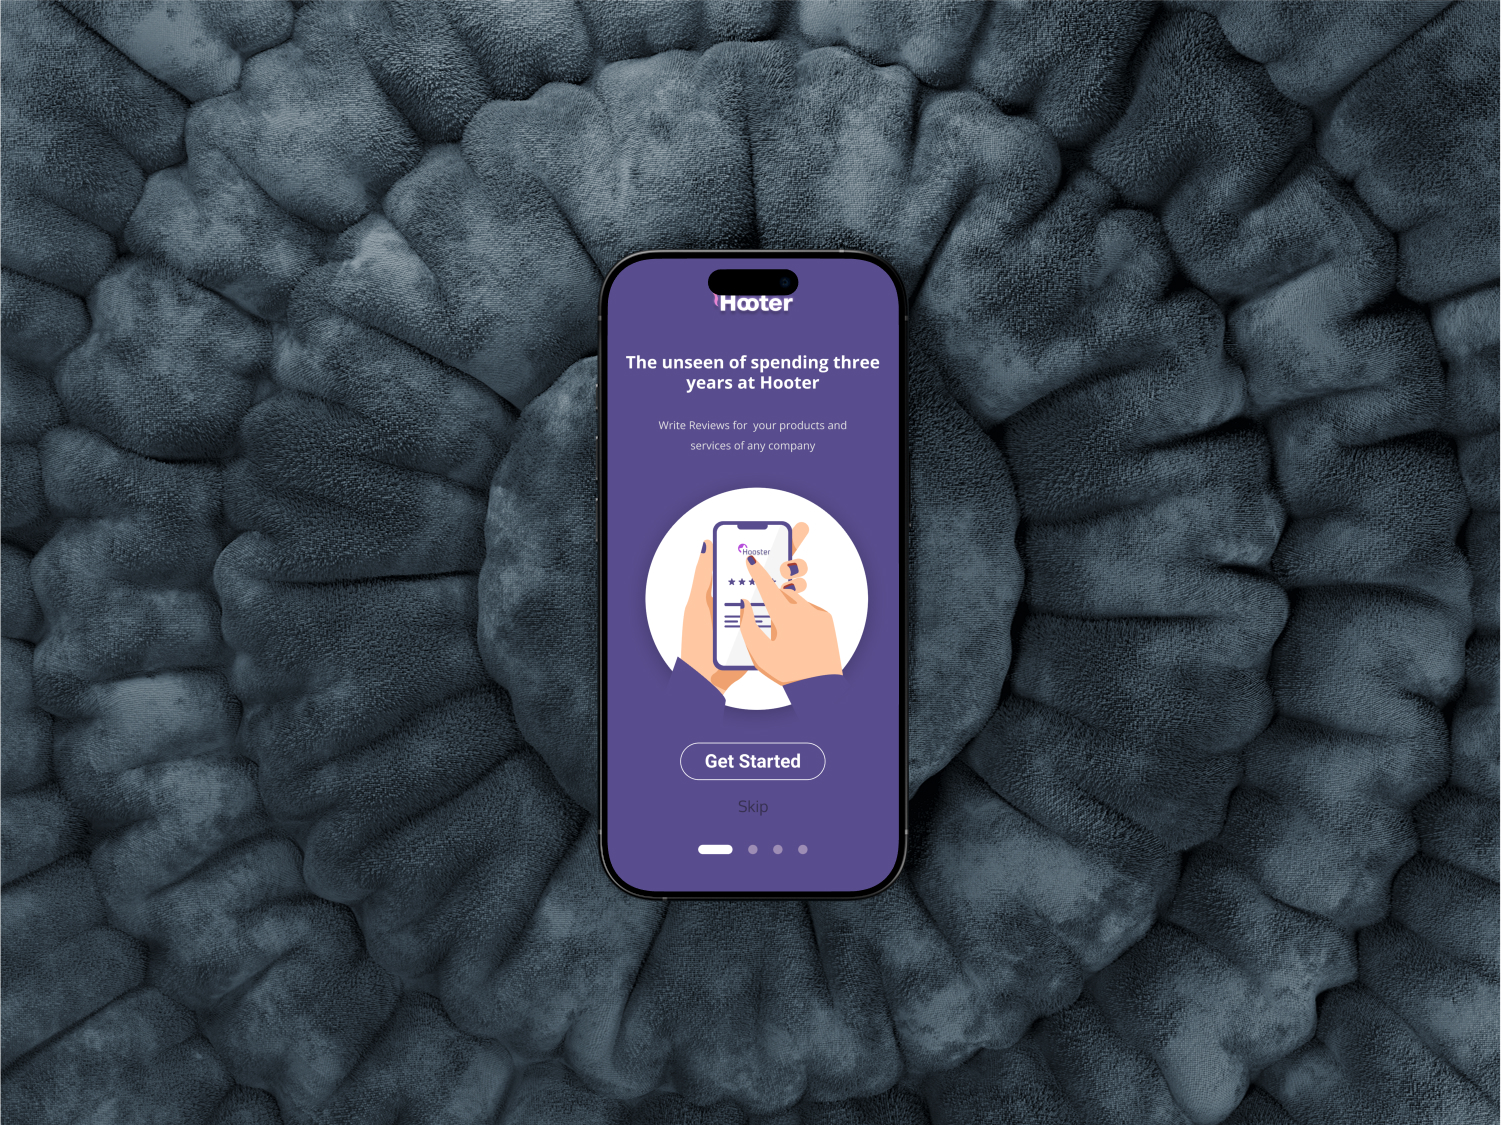 Hooter
The unseen of spending three
years at Hooter
Write Reviews for  your products and
services of any company
Hooster
Get Started
Skip